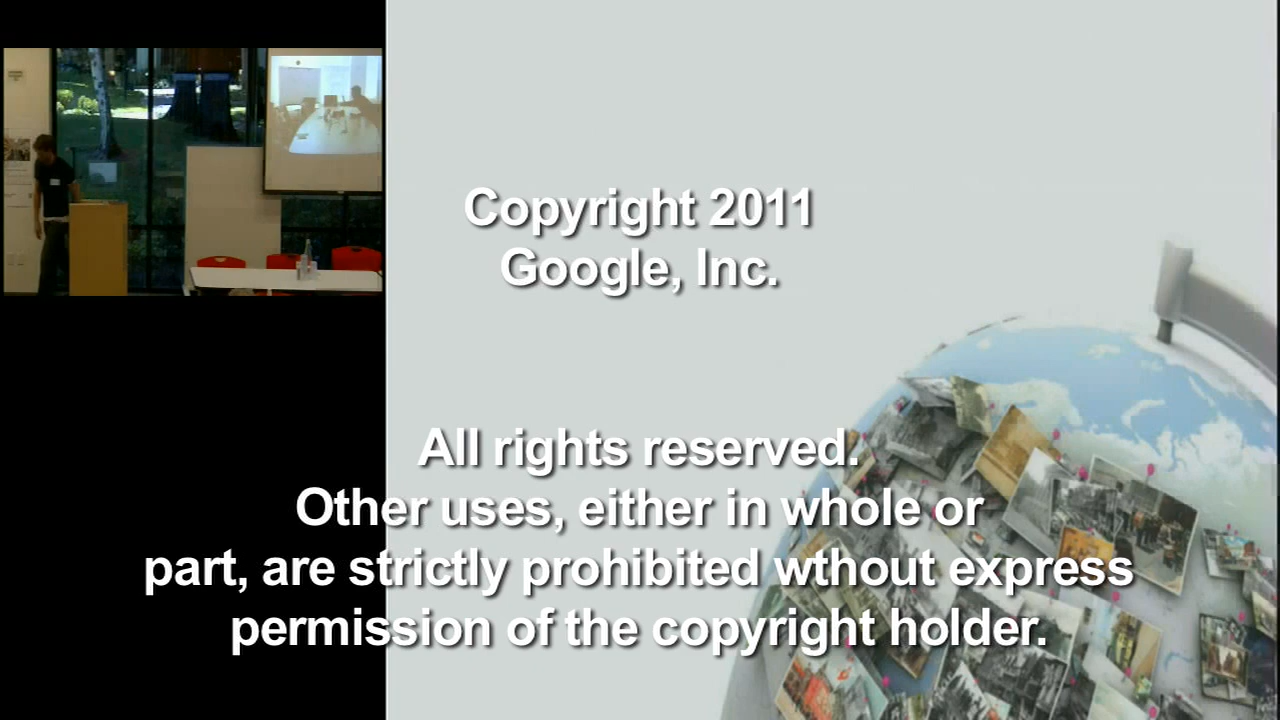 Copyright 2011
Google, Inc.
All rights reserved.
Other uses, either in whole or
part, are strictly prohibited wthout express
permission of the copyright holder.